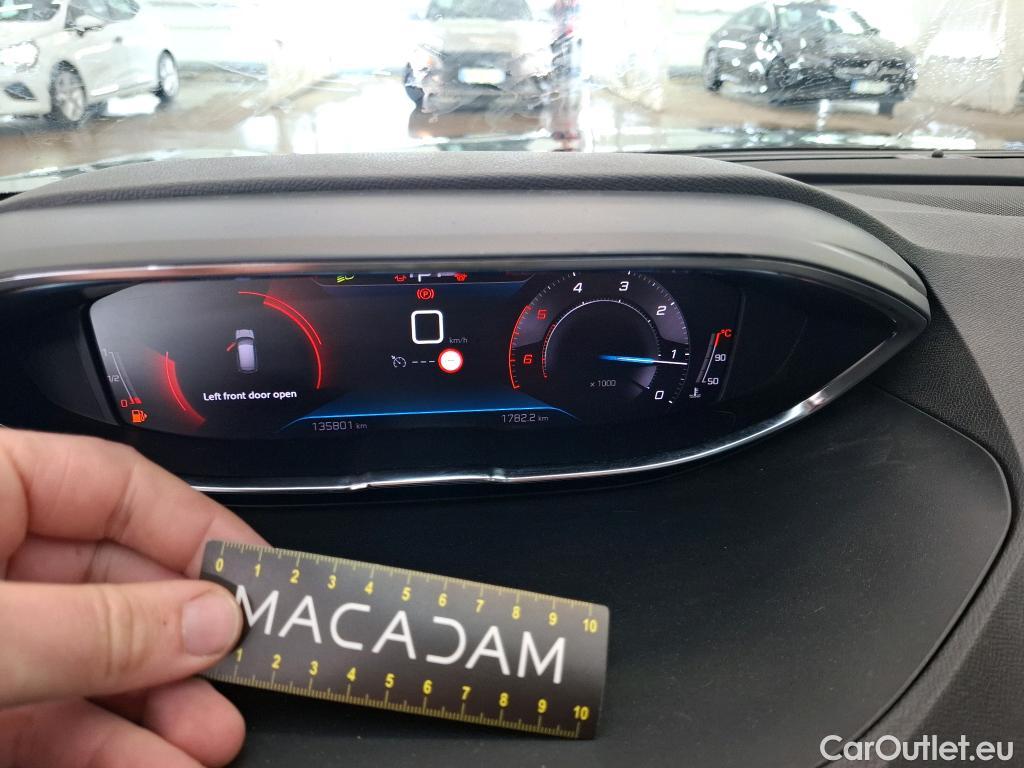 P
0
km/h
---
Left front door open
1
1/2
0
135801 km
1782.2 km
6 5 4 3 2 1 0
x 1000
°C
90
50
0 1 2 3 4 5 6 7 8 9 10
MACADAM
1 2 3 4 5 6 7 8 9 10
CarOutlet.eu